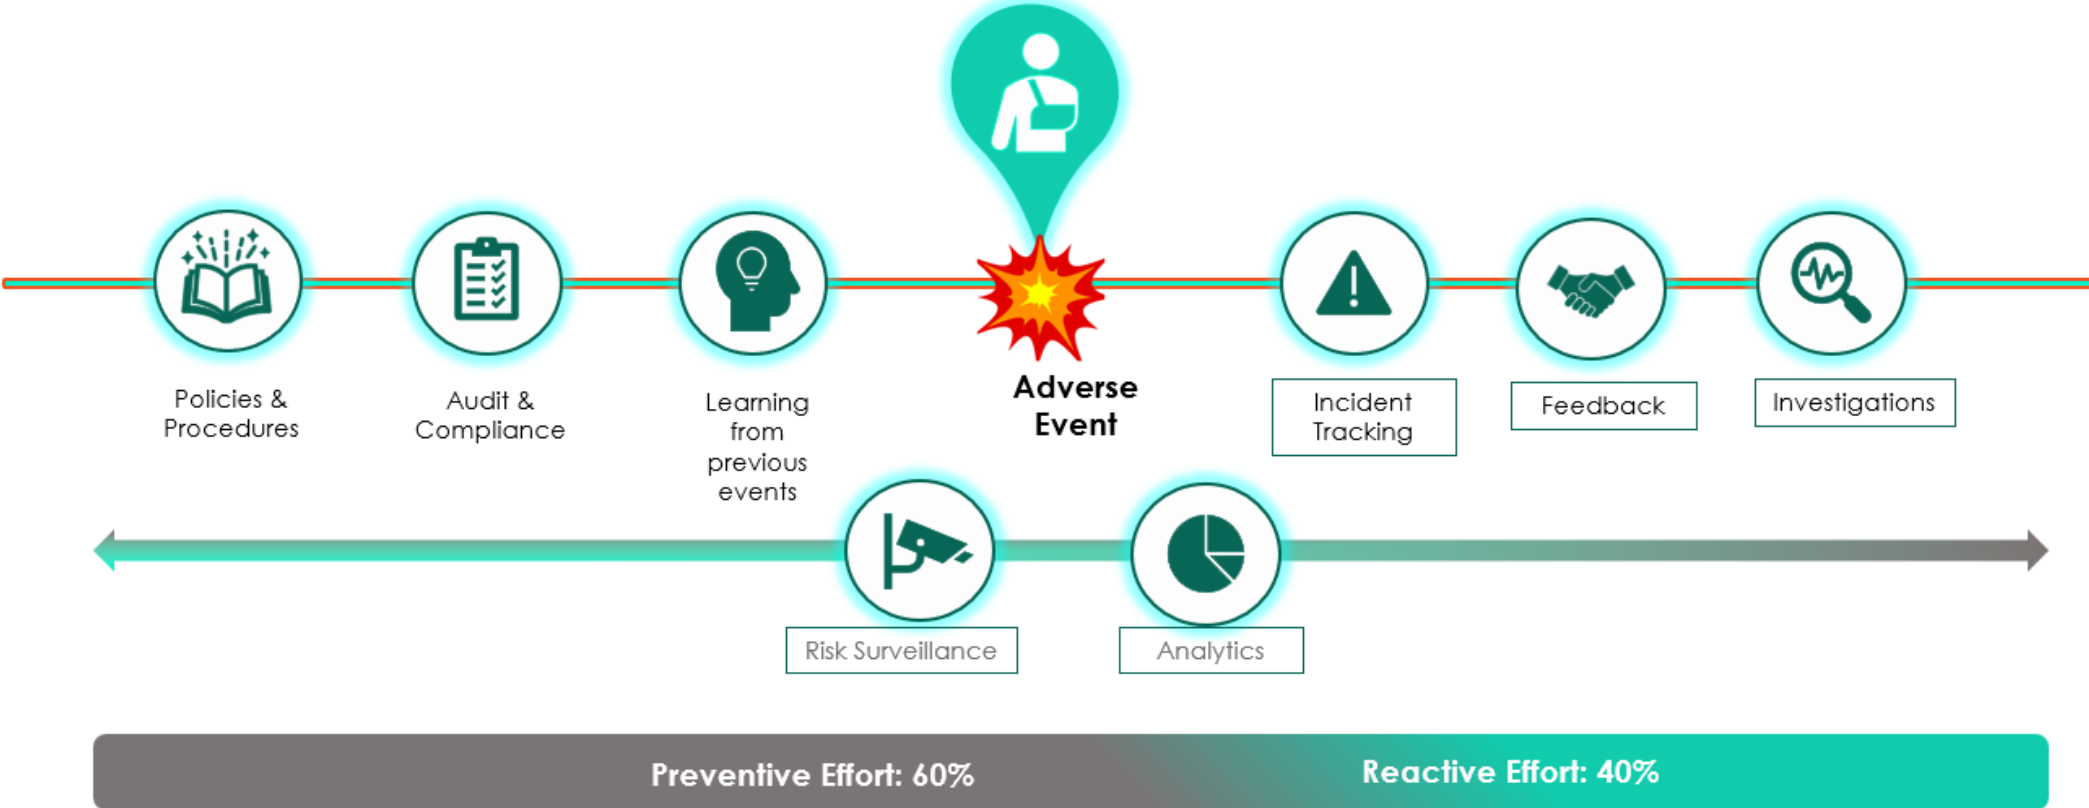 Policies &
Procedures
Audit &
Compliance
Learning
from
previous
events
Adverse
Event
Incident
Tracking
Feedback
Investigations
Risk Surveillance
Analytics
Preventive Effort: 60%
Reactive Effort: 40%